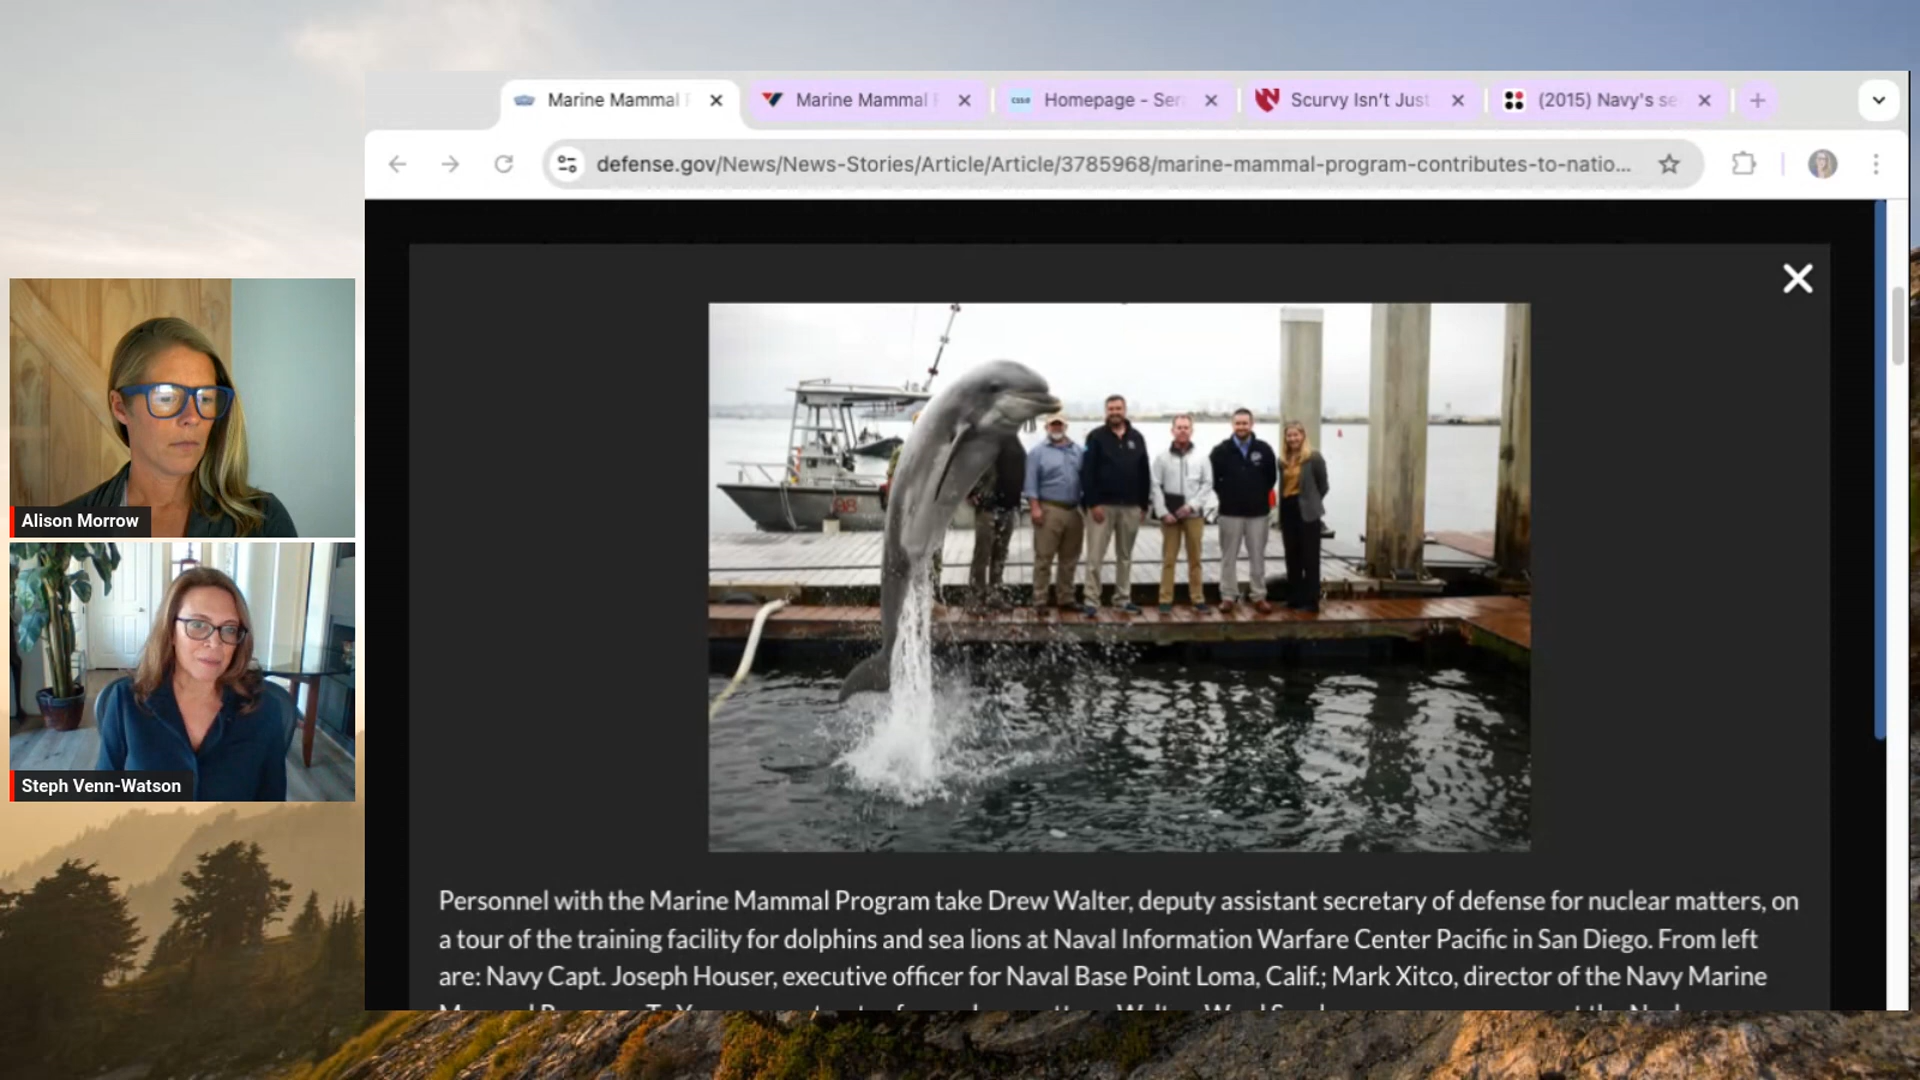 Marine Mammal
Marine Mammal
Homepage - Ser
Scurvy Isn't Just
(2015) Navy's se
defense.gov/News/News-Stories/Article/Article/3785968/marine-mammal-program-contributes-to-natio...
Alison Morrow
Steph Venn-Watson
Personnel with the Marine Mammal Program take Drew Walter, deputy assistant secretary of defense for nuclear matters, on
a tour of the training facility for dolphins and sea lions at Naval Information Warfare Center Pacific in San Diego. From left
are: Navy Capt. Joseph Houser, executive officer for Naval Base Point Loma, Calif.; Mark Xitco, director of the Navy Marine